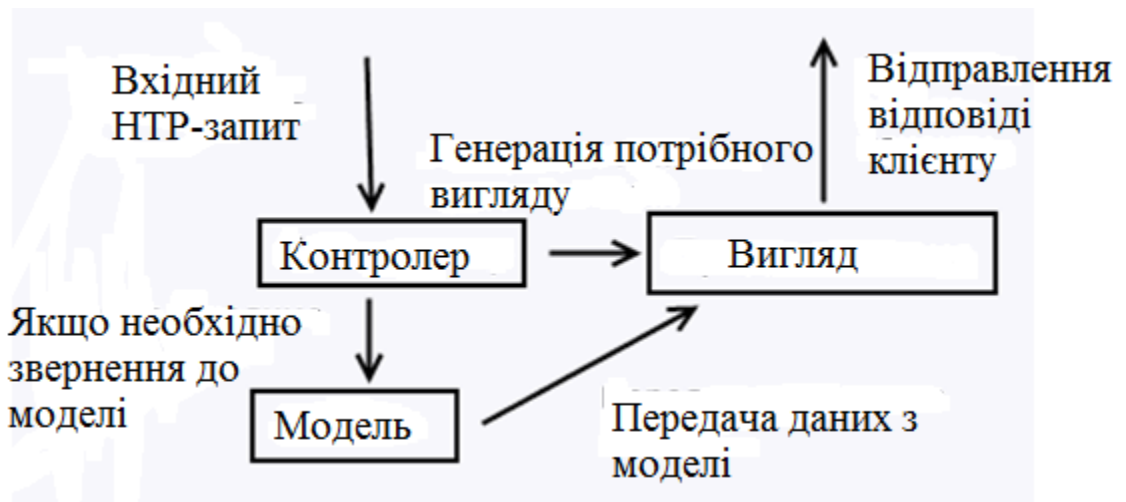 Вхідний
НТР-запит
Відправлення
відповіді
клієнту
Генерація потрібного
вигляду
Контролер
Вигляд
Якщо необхідно
звернення до
моделі
Модель
Передача даних з
моделі